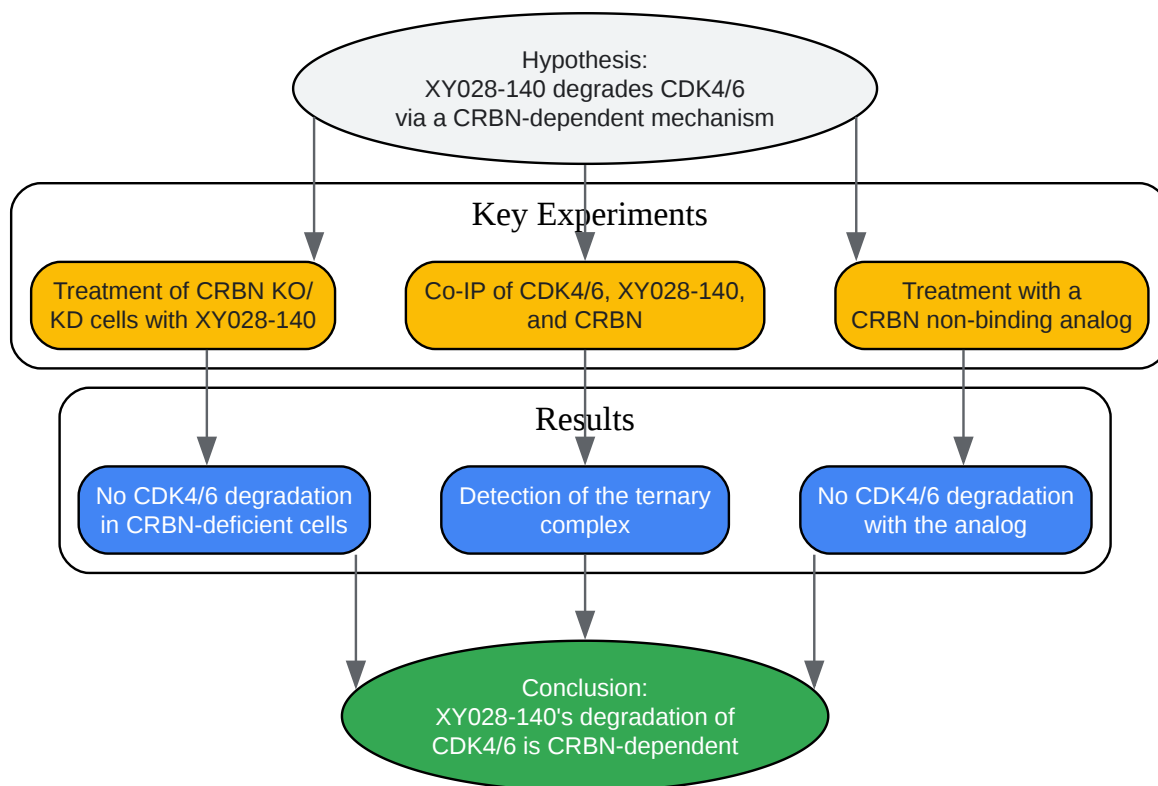 Hypothesis:
XY028-140 degrades CDK4/6
via a CRBN-dependent mechanism
Key Experiments
Treatment of CRBN KO/
KD cells with XY028-140
Co-IP of CDK4/6, XY028-140,
and CRBN
Treatment with a
CRBN non-binding analog
Results
No CDK4/6 degradation
in CRBN-deficient cells
Detection of the ternary
complex
No CDK4/6 degradation
with the analog
Conclusion:
XY028-140's degradation of
CDK4/6 is CRBN-dependent